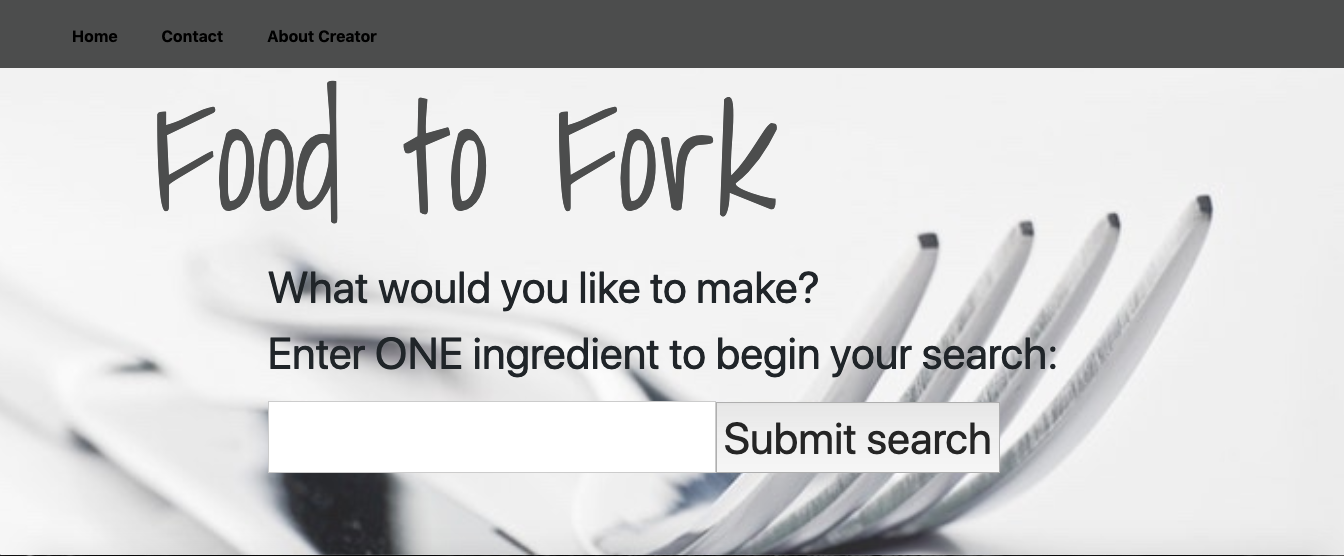 Home Contact About Creator
Food to Fork
What would you like to make?
Enter ONE ingredient to begin your search:
Submit search